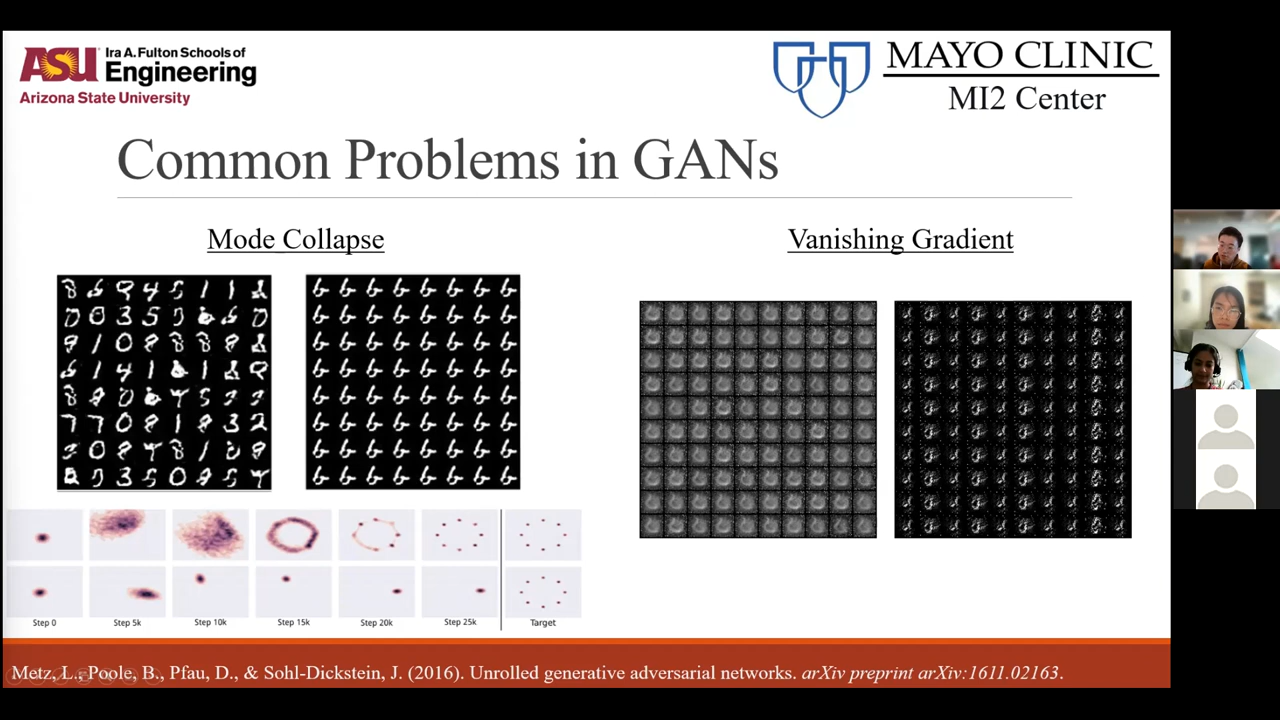 ASU Ira A. Fulton Schools of
Engineering
Arizona State University
MAYO CLINIC
MI2 Center
Common Problems in GANs
Mode Collapse
Vanishing Gradient
Step 0 Step 5k Step 10k Step 15k Step 20k Step 25k Target
Metz, L., Poole, B., Pfau, D., & Sohl-Dickstein, J. (2016). Unrolled generative adversarial networks. arXiv preprint arXiv:1611.02163.